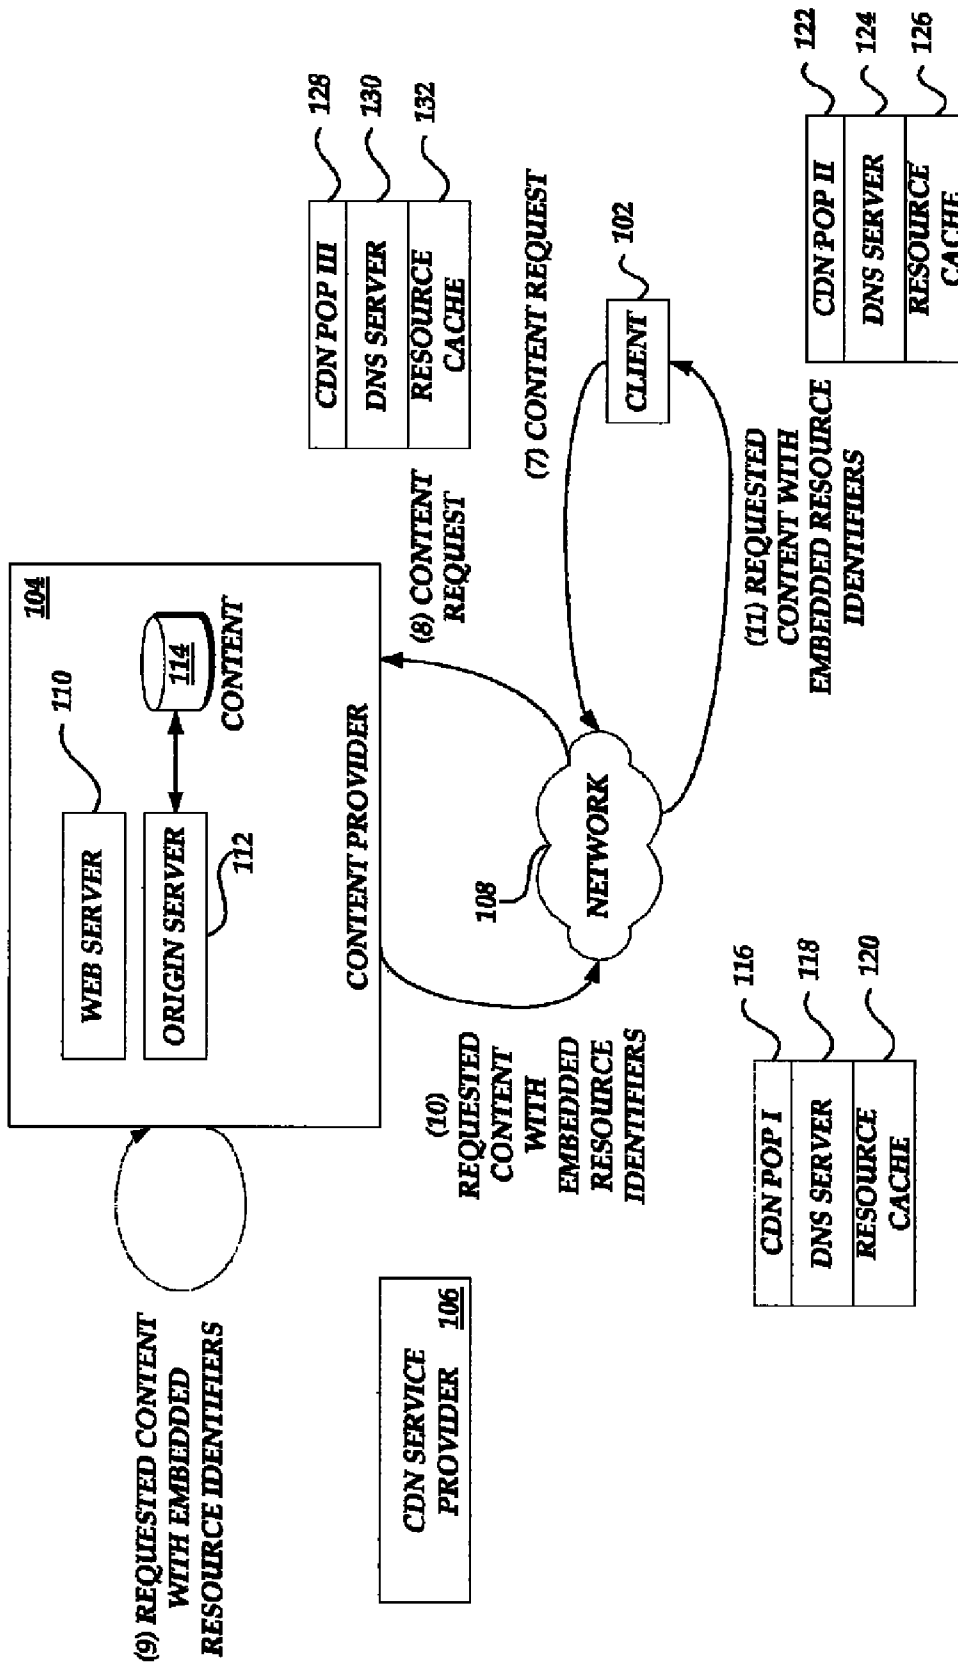 (9) REQUESTED CONTENT
WITH EMBEDDED
RESOURCE IDENTIFIERS
104
WEB SERVER
110
ORIGIN SERVER
112
114
CONTENT
CONTENT PROVIDER
CDN POP III
128
DNS SERVER
130
RESOURCE
CACHE
132
CDN SERVICE
PROVIDER
106
(10)
REQUESTED
CONTENT
WITH
EMBEDDED
RESOURCE
IDENTIFIERS
(8) CONTENT
REQUEST
108
NETWORK
(7) CONTENT REQUEST
102
CLIENT
(11) REQUESTED
CONTENT WITH
EMBEDDED RESOURCE
IDENTIFIERS
CDN POP I
116
DNS SERVER
118
RESOURCE
CACHE
120
CDN POP II
122
DNS SERVER
124
RESOURCE
CACHE
126